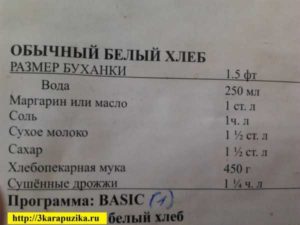 ОБЫЧНЫЙ БЕЛЫЙ ХЛЕБ
РАЗМЕР БУХАНКИ 1.5 фт
Вода 250 мл
Маргарин или масло 1 ст. л
Соль 1ч. л
Сухое молоко 1 ½ ст. л
Сахар 1 ½ ст. л
Хлебопекарная мука 450 г
Сушённые дрожжи 1 ¼ ч. л
Программа: BASIC (1)
http://3karapuzika.ru белый хлеб